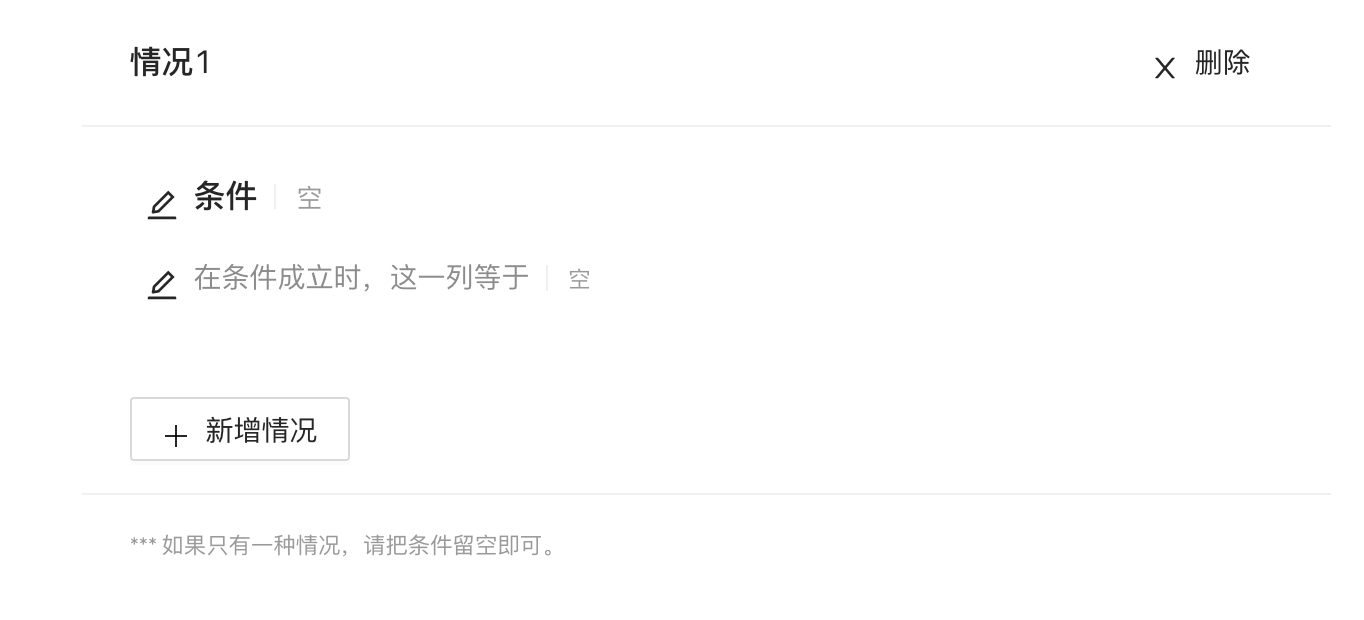 情况1
删除
条件 空
在条件成立时，这一列等于 空
新增情况
*** 如果只有一种情况，请把条件留空即可。